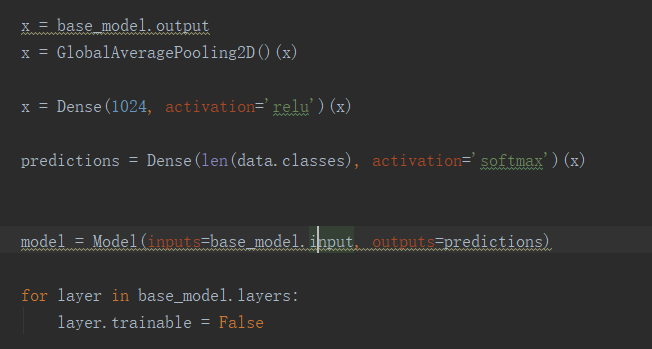 x = base_model.output
x = GlobalAveragePooling2D()(x)
x = Dense(1024, activation='relu')(x)
predictions = Dense(len(data.classes), activation='softmax')(x)
model = Model(inputs=base_model.input, outputs=predictions)
for layer in base_model.layers:
    layer.trainable = False